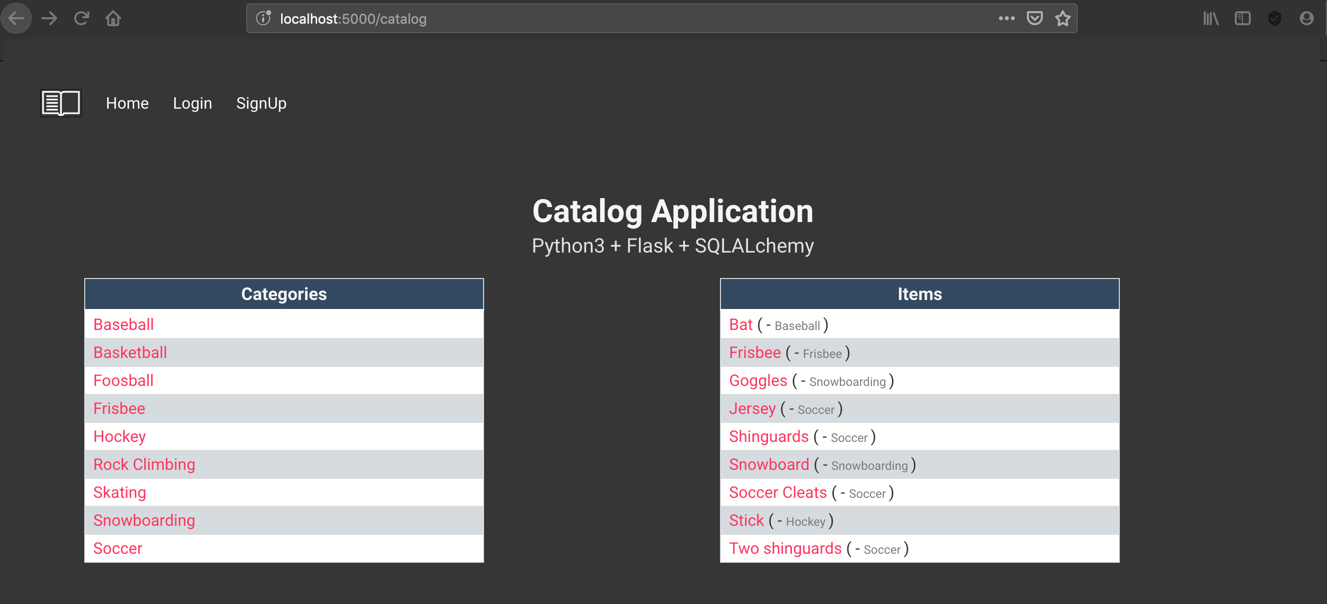 localhost:5000/catalog
Home Login SignUp
Catalog Application
Python3 + Flask + SQLALchemy
Categories
Baseball
Basketball
Foosball
Frisbee
Hockey
Rock Climbing
Skating
Snowboarding
Soccer
Items
Bat ( - Baseball )
Frisbee ( - Frisbee )
Goggles ( - Snowboarding )
Jersey ( - Soccer )
Shinguards ( - Soccer )
Snowboard ( - Snowboarding )
Soccer Cleats ( - Soccer )
Stick ( - Hockey )
Two shinguards ( - Soccer )